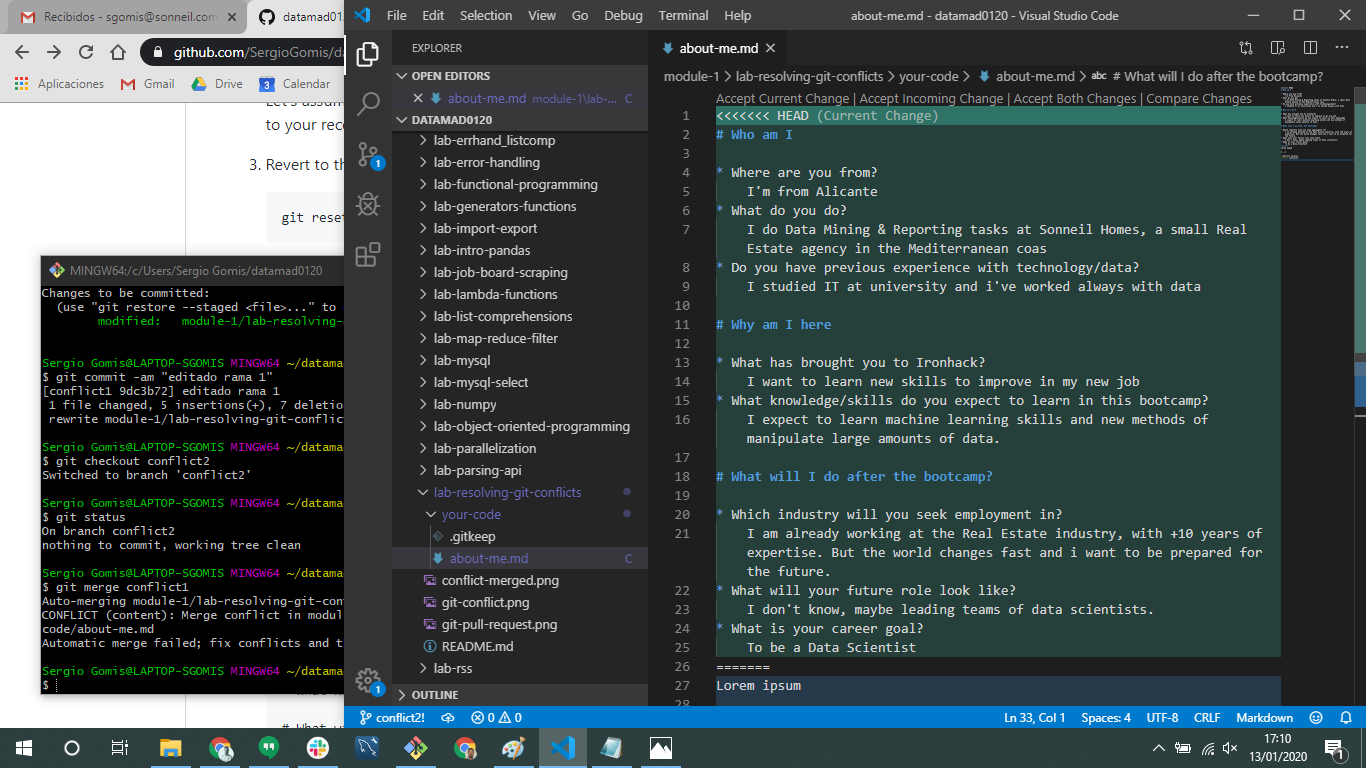 Recibidos - sgomis@sonneil.com
datamad01
github.com/SergioGomis/da
Aplicaciones
Gmail
Drive
Calendar
to your reco
3. Revert to th
git reset
MINGW64:/c/Users/Sergio Gomis/datamad0120
Changes to be committed:
(use "git restore --staged <file>..." to
modified: module-1/lab-resolving-
Sergio Gomis@LAPTOP-SGOMIS MINGW64 ~/datama
$ git commit -am "editado rama 1"
[conflict1 9dc3b72] editado rama 1
1 file changed, 5 insertions(+), 7 deletio
rewrite module-1/lab-resolving-git-conflic
Sergio Gomis@LAPTOP-SGOMIS MINGW64 ~/datama
$ git checkout conflict2
Switched to branch 'conflict2'
Sergio Gomis@LAPTOP-SGOMIS MINGW64 ~/datama
$ git status
On branch conflict2
nothing to commit, working tree clean
Sergio Gomis@LAPTOP-SGOMIS MINGW64 ~/datama
$ git merge conflict1
Auto-merging module-1/lab-resolving-git-con
CONFLICT (content): Merge conflict in modul
code/about-me.md
Automatic merge failed; fix conflicts and t
Sergio Gomis@LAPTOP-SGOMIS MINGW64 ~/datama
$
File Edit Selection View Go Debug Terminal Help
about-me.md - datamad0120 - Visual Studio Code
EXPLORER
OPEN EDITORS
about-me.md module-1\lab-... C
DATAMAD0120
lab-errhand_listcomp
lab-error-handling
lab-functional-programming
lab-generators-functions
lab-import-export
lab-intro-pandas
lab-job-board-scraping
lab-lambda-functions
lab-list-comprehensions
lab-map-reduce-filter
lab-mysql
lab-mysql-select
lab-numpy
lab-object-oriented-programming
lab-parallelization
lab-parsing-api
lab-resolving-git-conflicts
your-code
.gitkeep
about-me.md C
conflict-merged.png
git-conflict.png
git-pull-request.png
README.md
lab-rss
OUTLINE
1
1
about-me.md
module-1 > lab-resolving-git-conflicts > your-code > about-me.md > abc # What will I do after the bootcamp?
Accept Current Change | Accept Incoming Change | Accept Both Changes | Compare Changes
1 <<<<<<< HEAD (Current Change)
2 # Who am I
3
4 * Where are you from?
5 I'm from Alicante
6 * What do you do?
7 I do Data Mining & Reporting tasks at Sonneil Homes, a small Real
Estate agency in the Mediterranean coas
8 * Do you have previous experience with technology/data?
9 I studied IT at university and i've worked always with data
10
11 # Why am I here
12
13 * What has brought you to Ironhack?
14 I want to learn new skills to improve in my new job
15 * What knowledge/skills do you expect to learn in this bootcamp?
16 I expect to learn machine learning skills and new methods of
manipulate large amounts of data.
17
18 # What will I do after the bootcamp?
19
20 * Which industry will you seek employment in?
21 I am already working at the Real Estate industry, with +10 years of
expertise. But the world changes fast and i want to be prepared for
the future.
22 * What will your future role look like?
23 I don't know, maybe leading teams of data scientists.
24 * What is your career goal?
25 To be a Data Scientist
26 =======
27 Lorem ipsum
28
conflict2!
0 0
Ln 33, Col 1 Spaces: 4 UTF-8 CRLF Markdown
17:10
13/01/2020
1